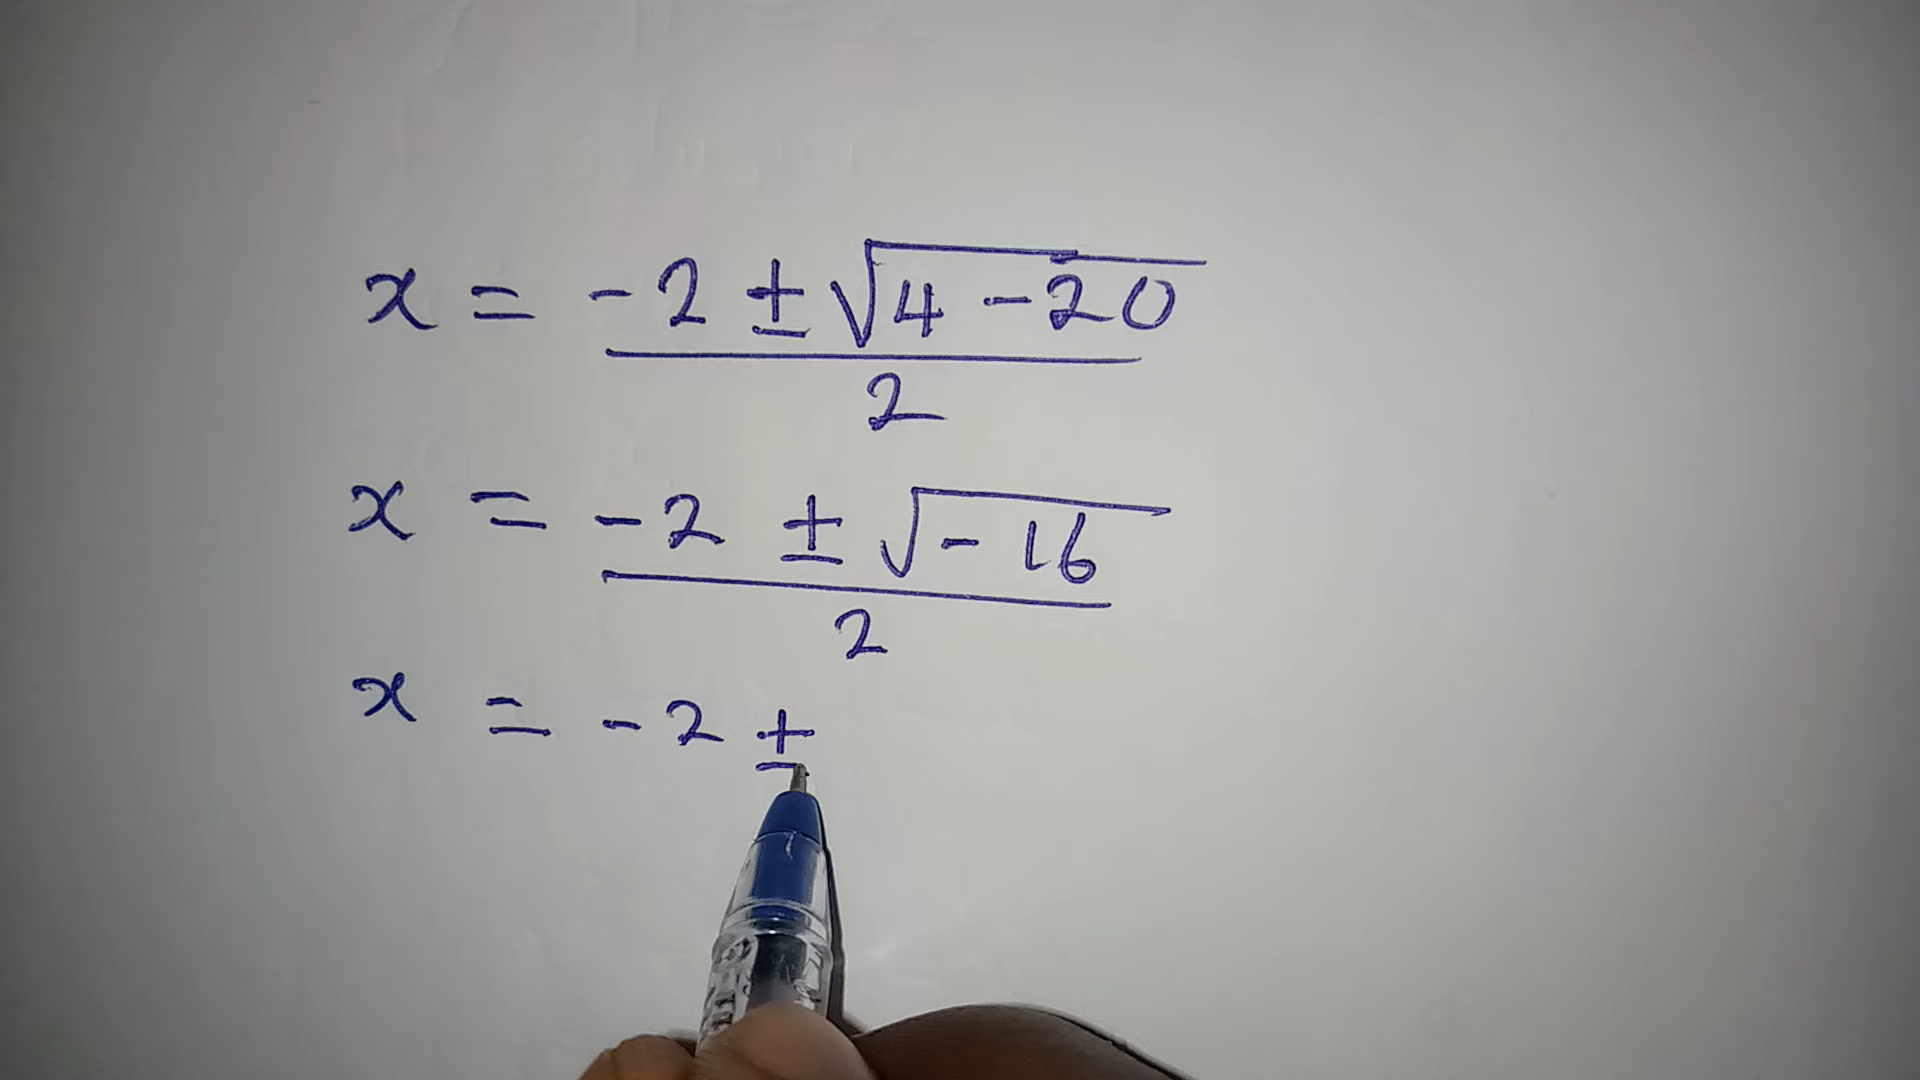 x = -2 ± √4 - 20
2
x = -2 ± √-16
2
x = -2 ±